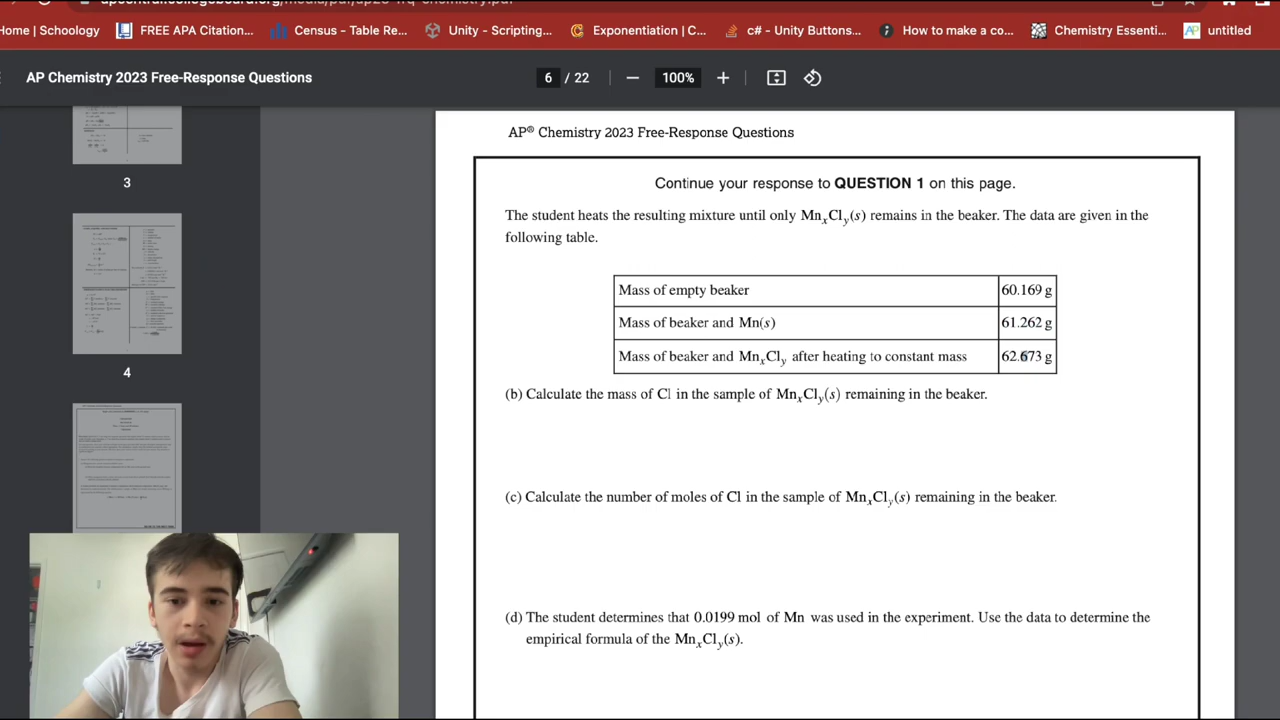 Home | Schoology FREE APA Citation... Census - Table Re... Unity - Scripting... Exponentiation | C... c# - Unity Buttons... How to make a co... Chemistry Essenti... AP untitled
AP Chemistry 2023 Free-Response Questions 6 / 22 100%
3
4
AP® Chemistry 2023 Free-Response Questions
Continue your response to QUESTION 1 on this page.
The student heats the resulting mixture until only MnxCly(s) remains in the beaker. The data are given in the
following table.
Mass of empty beaker 60.169 g
Mass of beaker and Mn(s) 61.262 g
Mass of beaker and MnxCly after heating to constant mass 62.673 g
(b) Calculate the mass of Cl in the sample of MnxCly(s) remaining in the beaker.
(c) Calculate the number of moles of Cl in the sample of MnxCly(s) remaining in the beaker.
(d) The student determines that 0.0199 mol of Mn was used in the experiment. Use the data to determine the
empirical formula of the MnxCly(s).